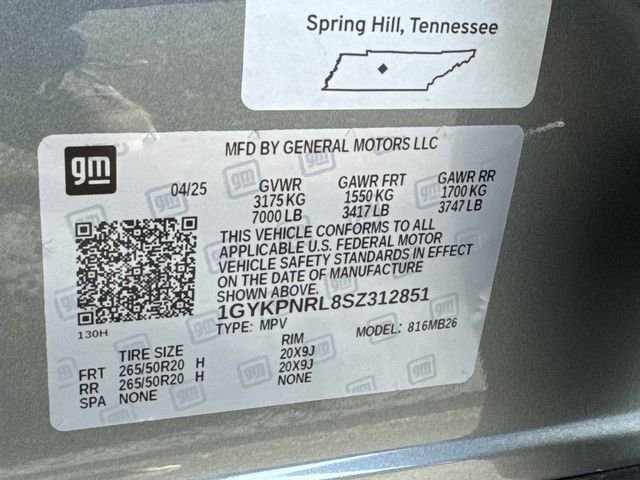 Spring Hill, Tennessee
gm
MFD BY GENERAL MOTORS LLC
04/25
GVWR GAWR FRT GAWR RR
3175 KG 1550 KG 1700 KG
7000 LB 3417 LB 3747 LB
THIS VEHICLE CONFORMS TO ALL
APPLICABLE U.S. FEDERAL MOTOR
VEHICLE SAFETY STANDARDS IN EFFECT
ON THE DATE OF MANUFACTURE
SHOWN ABOVE.
1GYKPNRL8SZ312851
TYPE: MPV MODEL: 816MB26
130H
TIRE SIZE RIM
FRT 265/50R20 H 20X9J
RR 265/50R20 H 20X9J
SPA NONE NONE